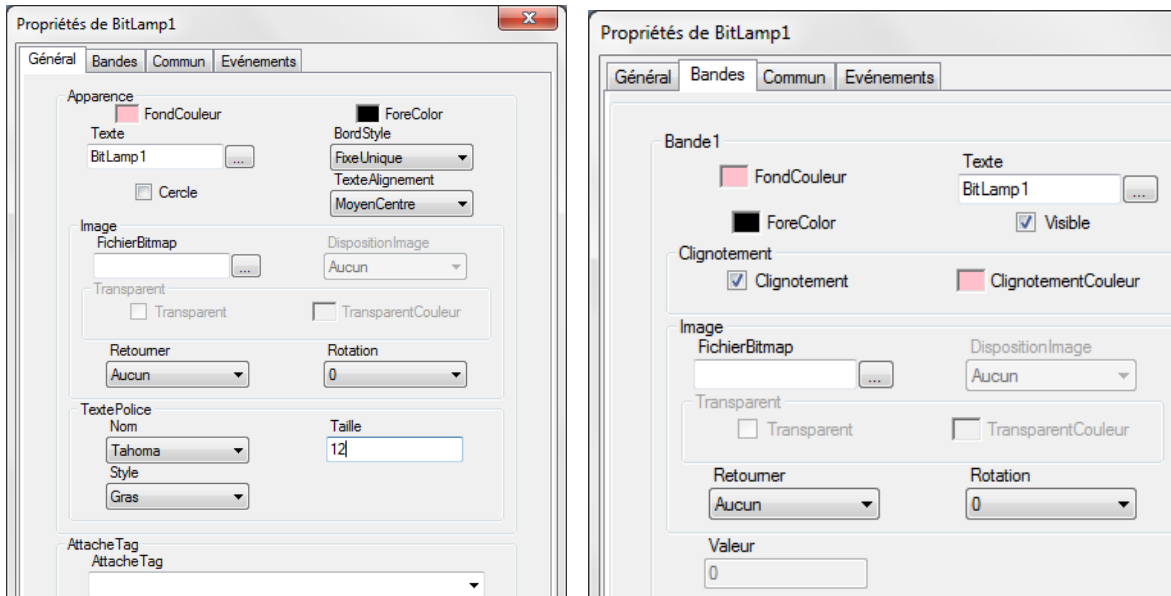 Propriétés de BitLamp1
Général Bandes Commun Evénements
Apparence
FondCouleur ForeColor
Texte BordStyle
BitLamp1 ... FixeUnique
TexteAlignement
Cercle MoyenCentre
Image
FichierBitmap DispositionImage
... Aucun
Transparent
Transparent TransparentCouleur
Retourner Rotation
Aucun 0
TextePolice
Nom Taille
Tahoma 12
Style
Gras
AttacheTag
AttacheTag
Propriétés de BitLamp1
Général Bandes Commun Evénements
Bande1
Texte
FondCouleur BitLamp1 ...
ForeColor Visible
Clignotement
Clignotement ClignotementCouleur
Image
FichierBitmap DispositionImage
... Aucun
Transparent
Transparent TransparentCouleur
Retourner Rotation
Aucun 0
Valeur
0